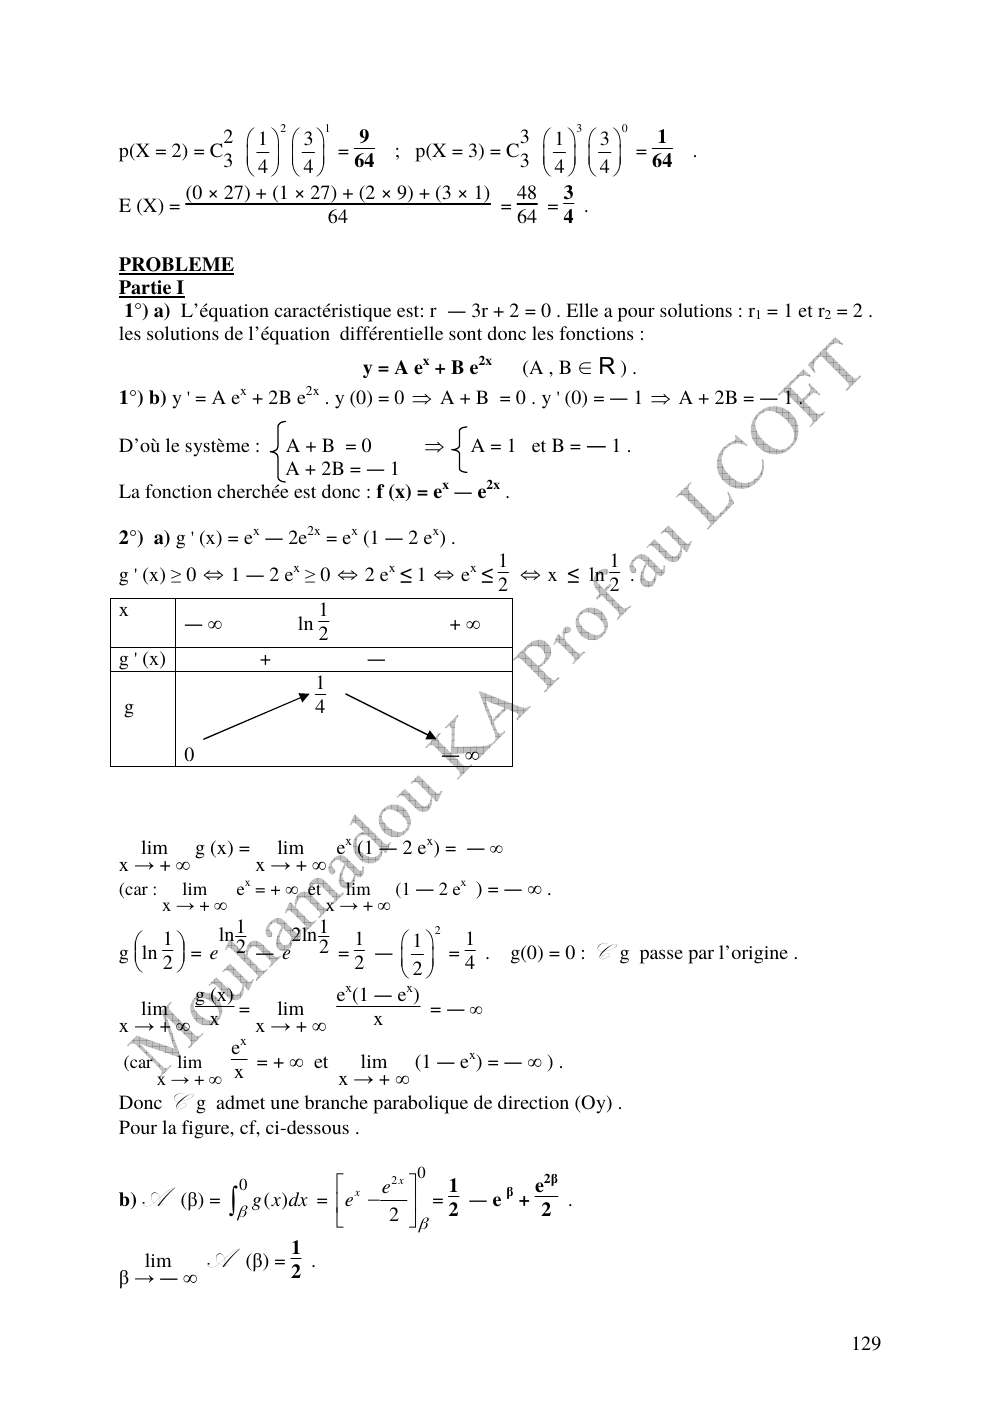 p(X = 2) = C₃² (1/4)² (3/4)¹ = 9/64 ; p(X = 3) = C₃³ (1/4)³ (3/4)⁰ = 1/64 .
E (X) = ((0 × 27) + (1 × 27) + (2 × 9) + (3 × 1))/64 = 48/64 = 3/4 .
PROBLEME
Partie I
1°) a) L’équation caractéristique est: r — 3r + 2 = 0 . Elle a pour solutions : r₁ = 1 et r₂ = 2 .
les solutions de l’équation différentielle sont donc les fonctions :
y = A eˣ + B e²ˣ (A , B ∈ R ) .
1°) b) y ' = A eˣ + 2B e²ˣ . y (0) = 0 ⇒ A + B = 0 . y ' (0) = — 1 ⇒ A + 2B = — 1 .
D’où le système : { A + B = 0 ⇒ { A = 1 et B = — 1 .
A + 2B = — 1
La fonction cherchée est donc : f (x) = eˣ — e²ˣ .
2°) a) g ' (x) = eˣ — 2e²ˣ = eˣ (1 — 2 eˣ) .
g ' (x) ≥ 0 ⇔ 1 — 2 eˣ ≥ 0 ⇔ 2 eˣ ≤ 1 ⇔ eˣ ≤ 1/2 ⇔ x ≤ ln 1/2 .
x — ∞ ln 1/2 + ∞
g ' (x) + —
1/4
g
0 — ∞
lim g (x) = lim eˣ (1 — 2 eˣ) = — ∞
x → + ∞ x → + ∞
(car : lim eˣ = + ∞ et lim (1 — 2 eˣ ) = — ∞ .
x → + ∞ x → + ∞
g (ln 1/2) = e^(ln 1/2) — e^(2ln 1/2) = 1/2 — (1/2)² = 1/4 . g(0) = 0 : 𝒞 g passe par l’origine .
lim g (x)/x = lim eˣ(1 — eˣ)/x = — ∞
x → + ∞ x → + ∞
(car lim eˣ/x = + ∞ et lim (1 — eˣ) = — ∞ ) .
x → + ∞ x → + ∞
Donc 𝒞 g admet une branche parabolique de direction (Oy) .
Pour la figure, cf, ci-dessous .
b) 𝒜 (β) = ∫_β^0 g(x)dx = [eˣ − e²ˣ/2]_β^0 = 1/2 — e^β + e^(2β)/2 .
lim 𝒜 (β) = 1/2 .
β → — ∞
129
Mouhamadou KA Prof au LCOFT